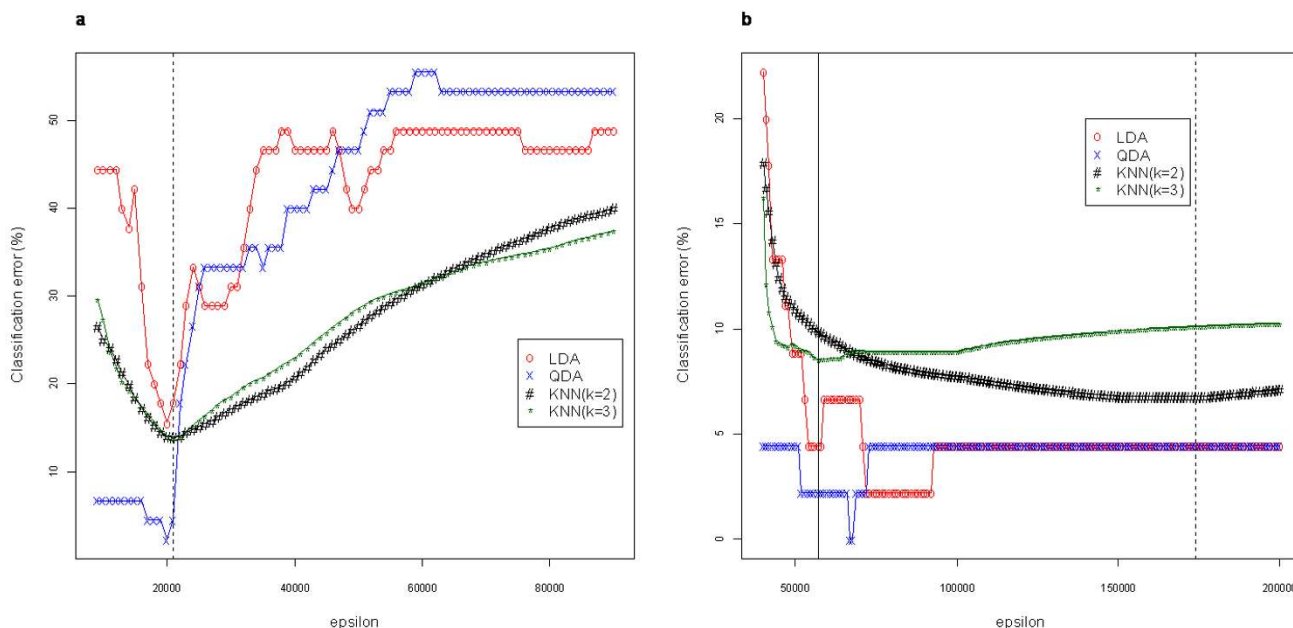 a
Classification error (%)
50
40
30
20
10
20000
40000
60000
80000
epsilon
LDA
QDA
KNN(k=2)
KNN(k=3)
b
Classification error (%)
20
15
10
5
0
50000
100000
150000
200000
epsilon
LDA
QDA
KNN(k=2)
KNN(k=3)